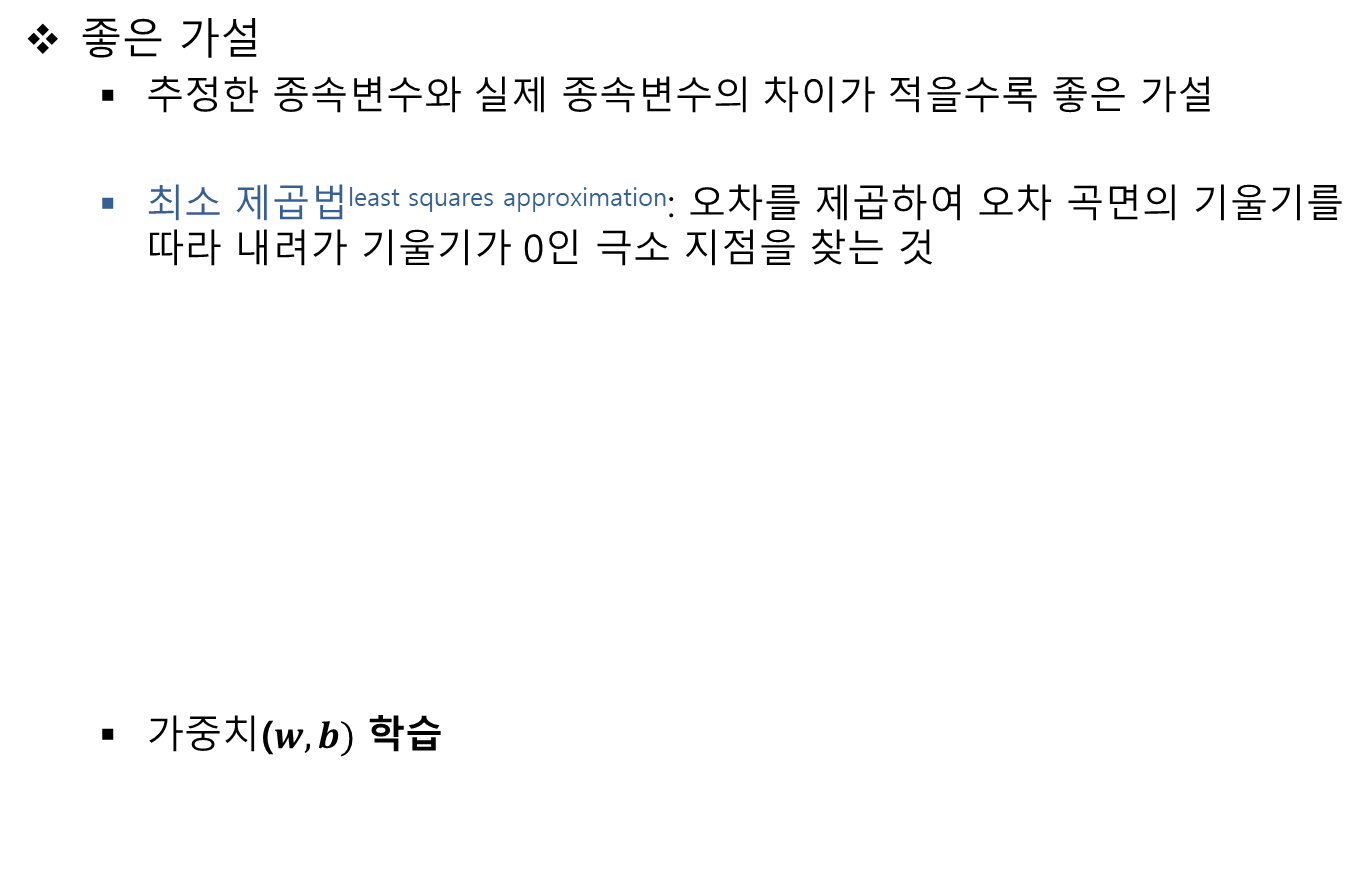 ❖ 좋은 가설
▪ 추정한 종속변수와 실제 종속변수의 차이가 적을수록 좋은 가설
▪ 최소 제곱법least squares approximation: 오차를 제곱하여 오차 곡면의 기울기를
따라 내려가 기울기가 0인 극소 지점을 찾는 것
▪ 가중치(w, b) 학습